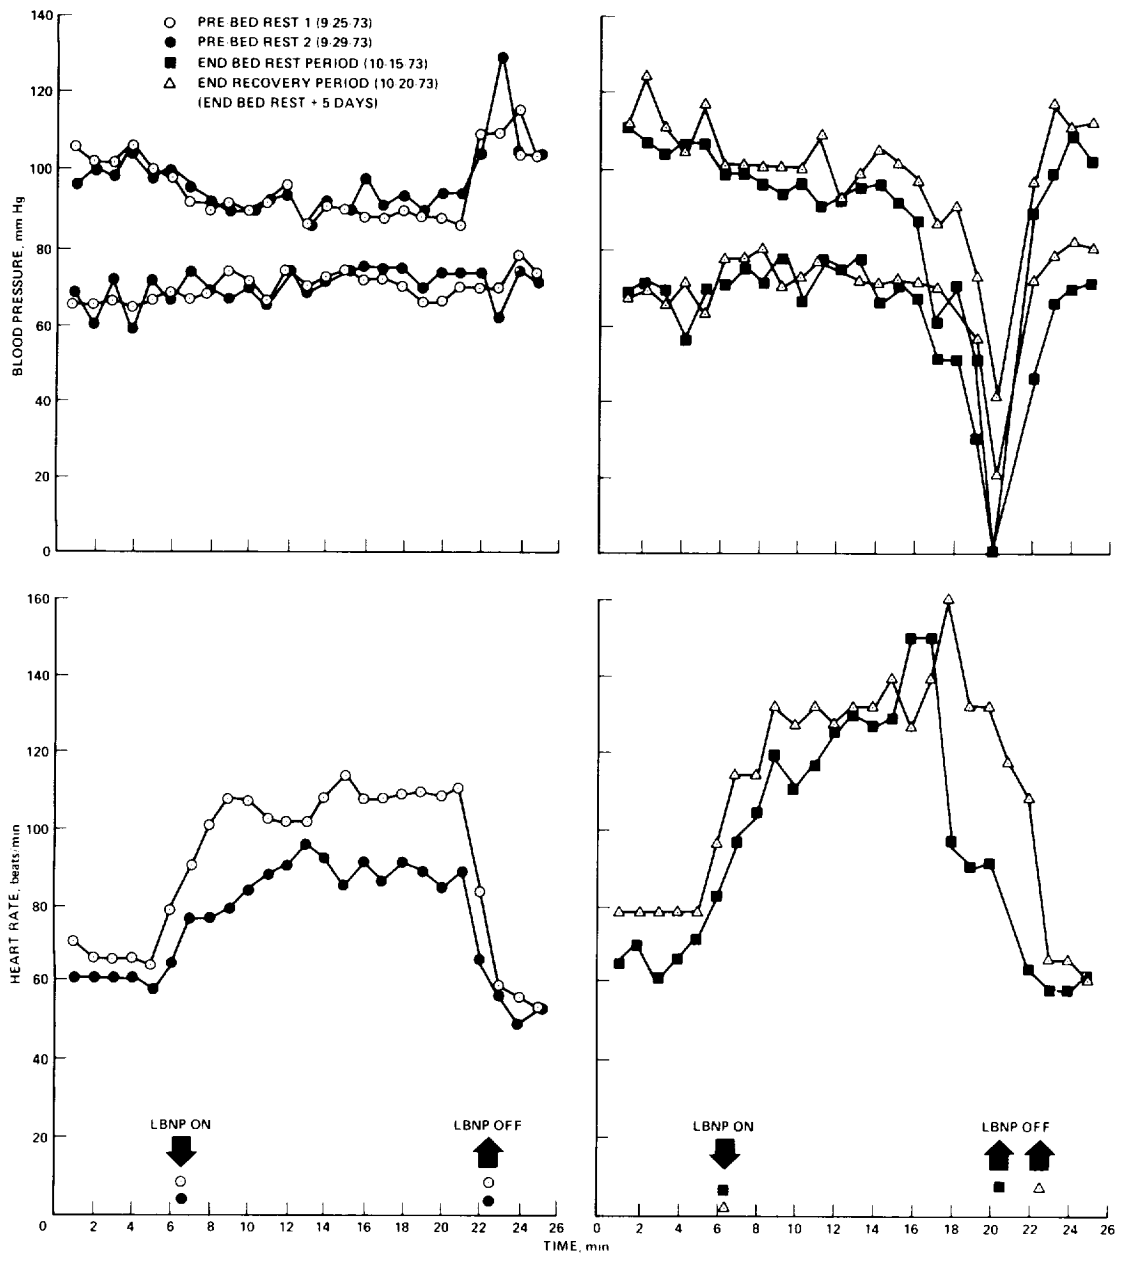 140
PRE-BED REST 1 (9-25-73)
PRE-BED REST 2 (9-29-73)
END BED REST PERIOD (10-15-73)
END RECOVERY PERIOD (10-20-73)
(END BED REST + 5 DAYS)
120
100
80
60
40
20
0
BLOOD PRESSURE, mm Hg
160
140
120
100
80
60
40
20
0
HEART RATE, beats/min
LBNP ON
LBNP OFF
LBNP ON
LBNP OFF
2 4 6 8 10 12 14 16 18 20 22 24 26
0 2 4 6 8 10 12 14 16 18 20 22 24 26
TIME, min